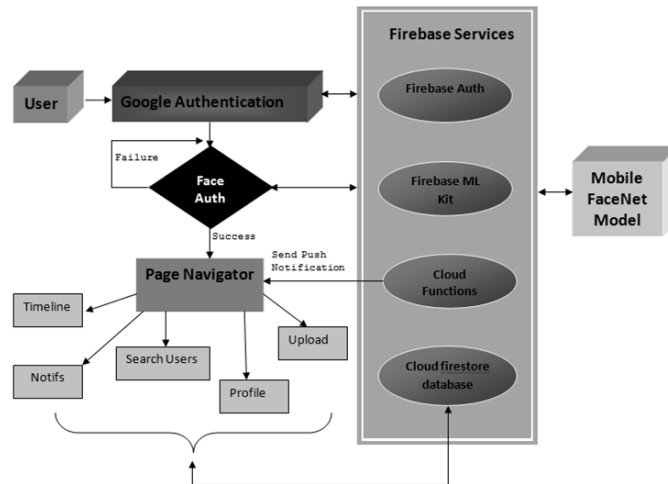 Firebase Services
User
Google Authentication
Firebase Auth
Failure
Face
Auth
Firebase ML
Kit
Mobile
FaceNet
Model
Success
Send Push
Notification
Page Navigator
Cloud
Functions
Timeline
Search Users
Upload
Notifs
Profile
Cloud firestore
database